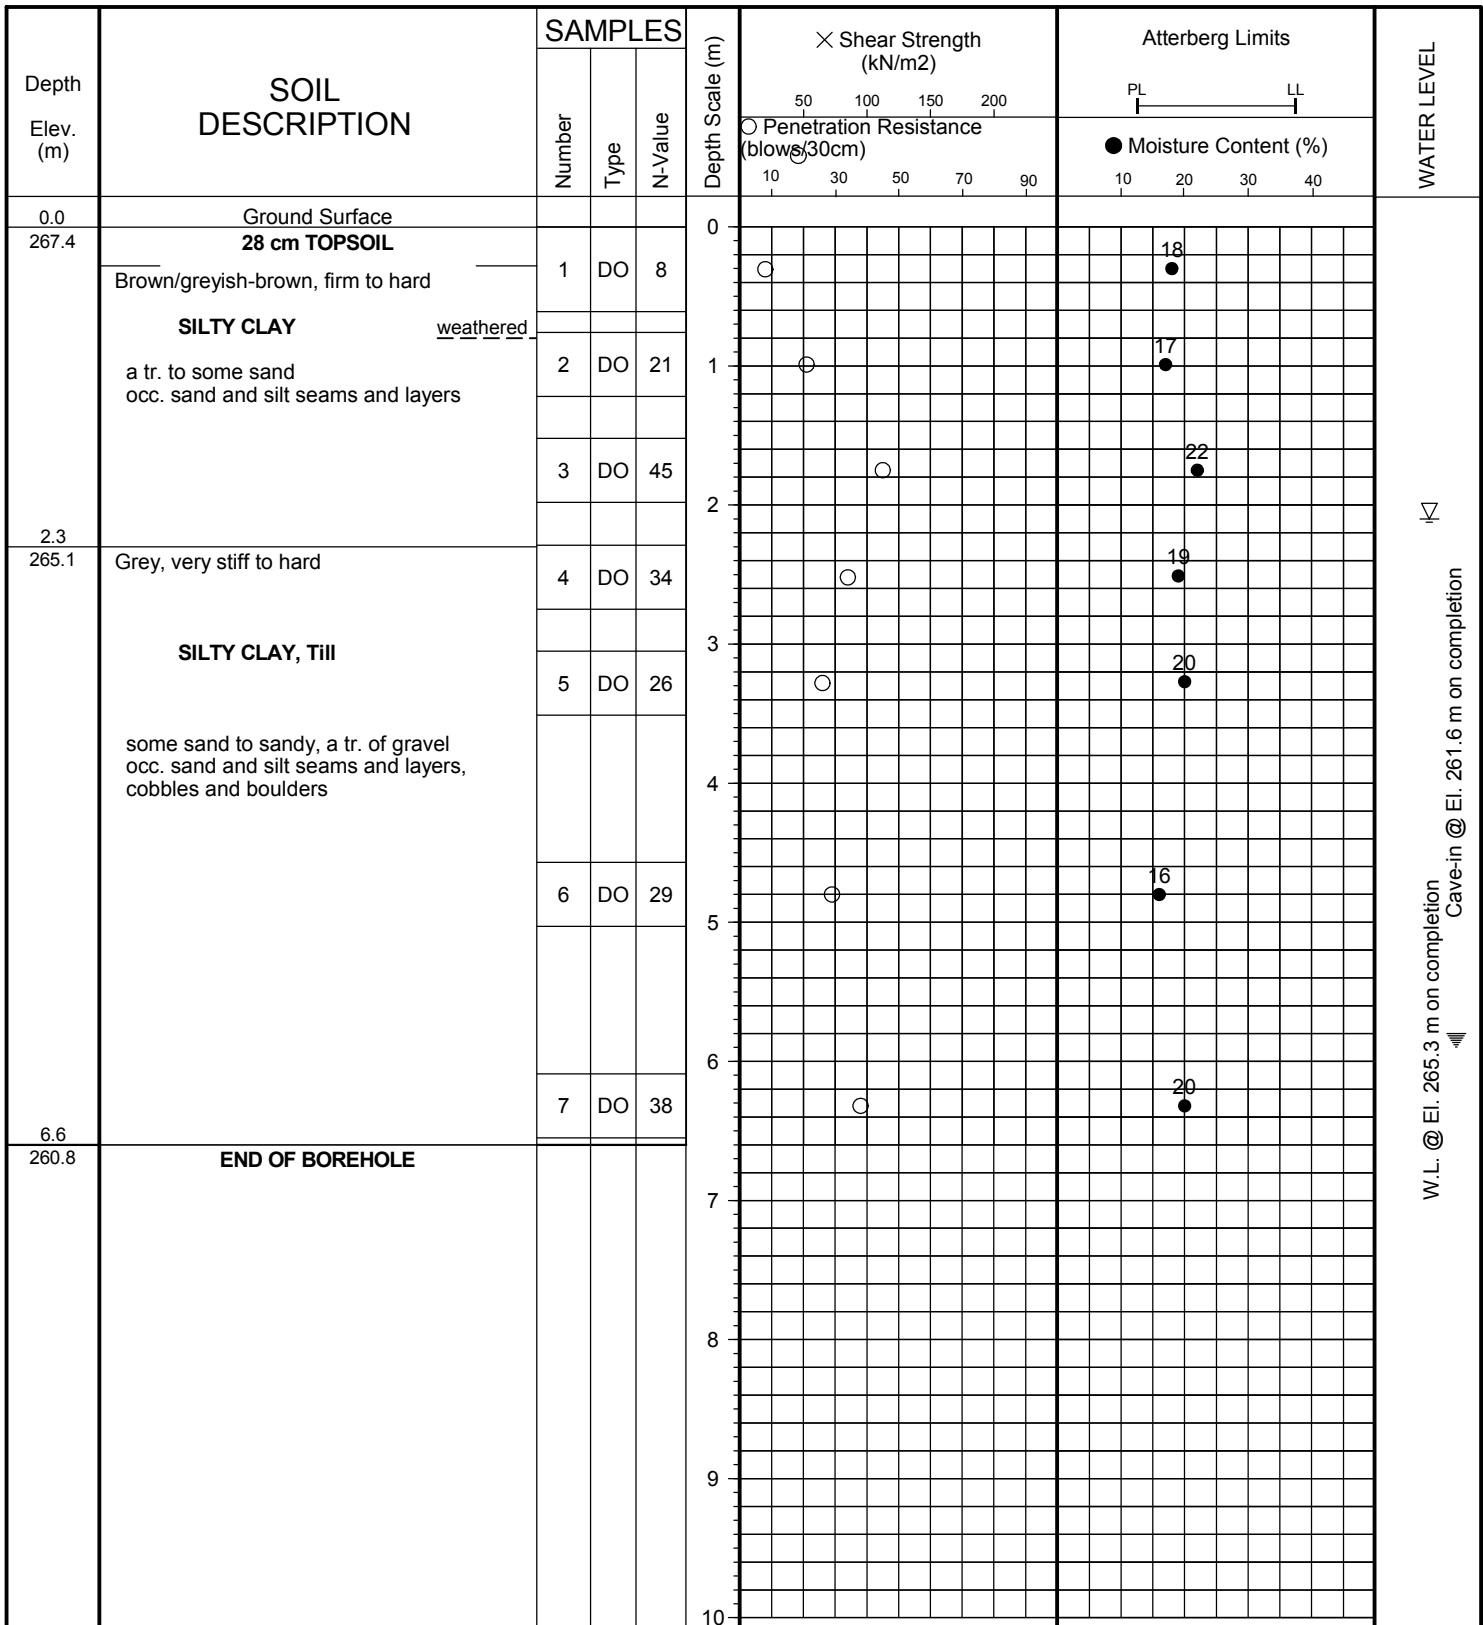 Depth
Elev.
(m)
SOIL
DESCRIPTION
SAMPLES
Number
Type
N-Value
Depth Scale (m)
× Shear Strength
(kN/m2)
50 100 150 200
Penetration Resistance
(blows/30cm)
10 30 50 70 90
Atterberg Limits
PL LL
Moisture Content (%)
10 20 30 40
WATER LEVEL
0.0 Ground Surface
267.4 28 cm TOPSOIL
Brown/greyish-brown, firm to hard
SILTY CLAY weathered
a tr. to some sand
occ. sand and silt seams and layers
2.3
265.1 Grey, very stiff to hard
SILTY CLAY, Till
some sand to sandy, a tr. of gravel
occ. sand and silt seams and layers,
cobbles and boulders
6.6
260.8 END OF BOREHOLE
1 DO 8
2 DO 21
3 DO 45
4 DO 34
5 DO 26
6 DO 29
7 DO 38
0
1
2
3
4
5
6
7
8
9
10
18
17
22
19
20
16
20
W.L. @ El. 265.3 m on completion
Cave-in @ El. 261.6 m on completion